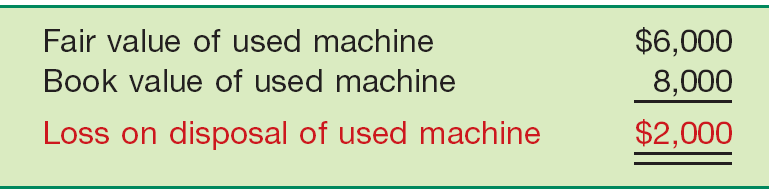 Fair value of used machine $6,000
Book value of used machine 8,000
Loss on disposal of used machine $2,000